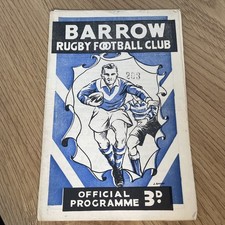 BARROW
RUGBY FOOTBALL CLUB
OFFICIAL
PROGRAMME 3D.